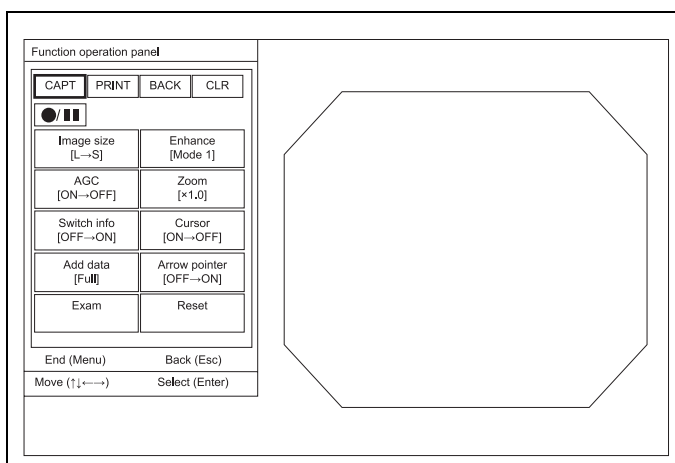 Function operation panel
CAPT PRINT BACK CLR
●/❚❚
Image size Enhance
[L→S] [Mode 1]
AGC Zoom
[ON→OFF] [×1.0]
Switch info Cursor
[OFF→ON] [ON→OFF]
Add data Arrow pointer
[Full] [OFF→ON]
Exam Reset
End (Menu) Back (Esc)
Move (↑↓←→) Select (Enter)